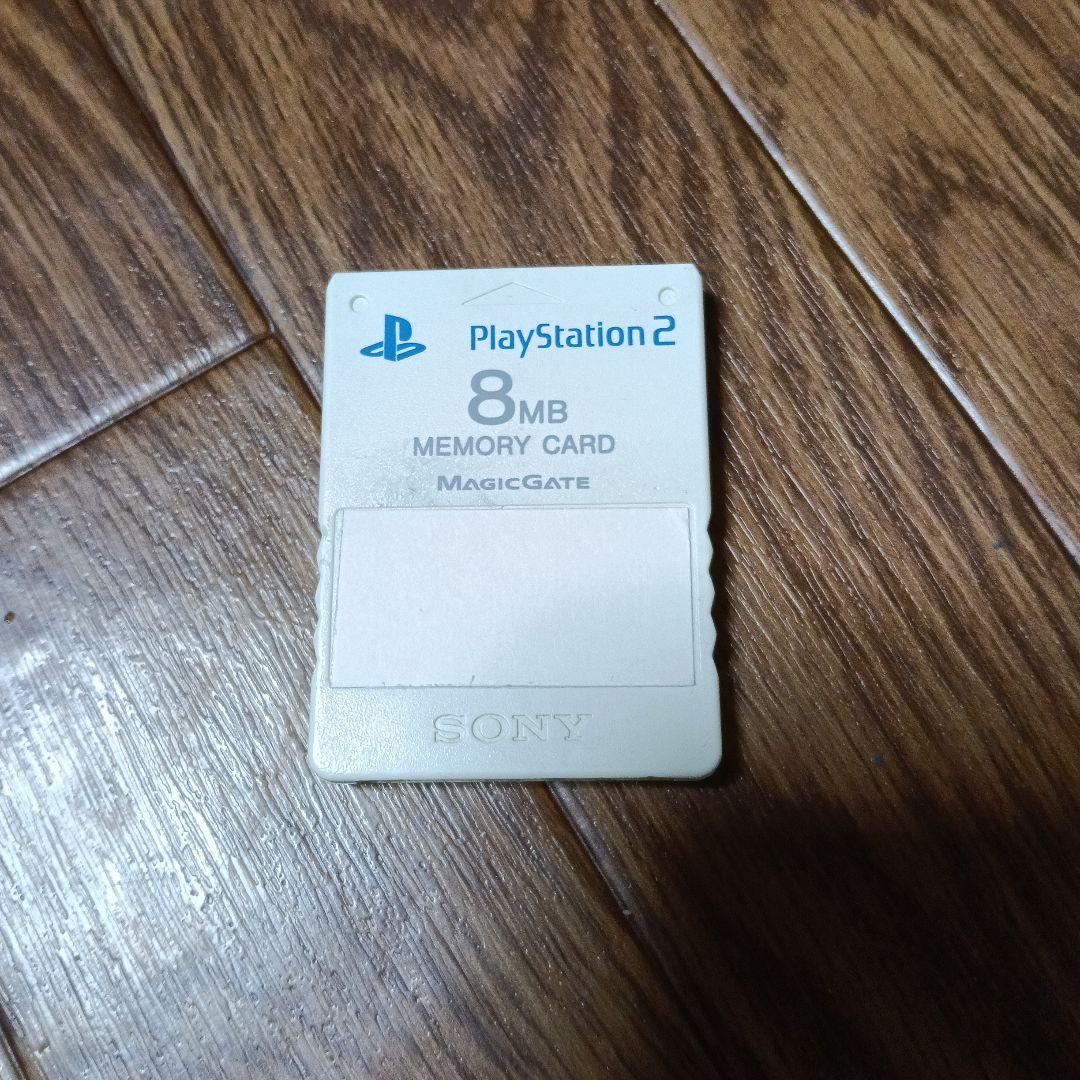 PlayStation 2
8MB
MEMORY CARD
MAGICGATE
SONY